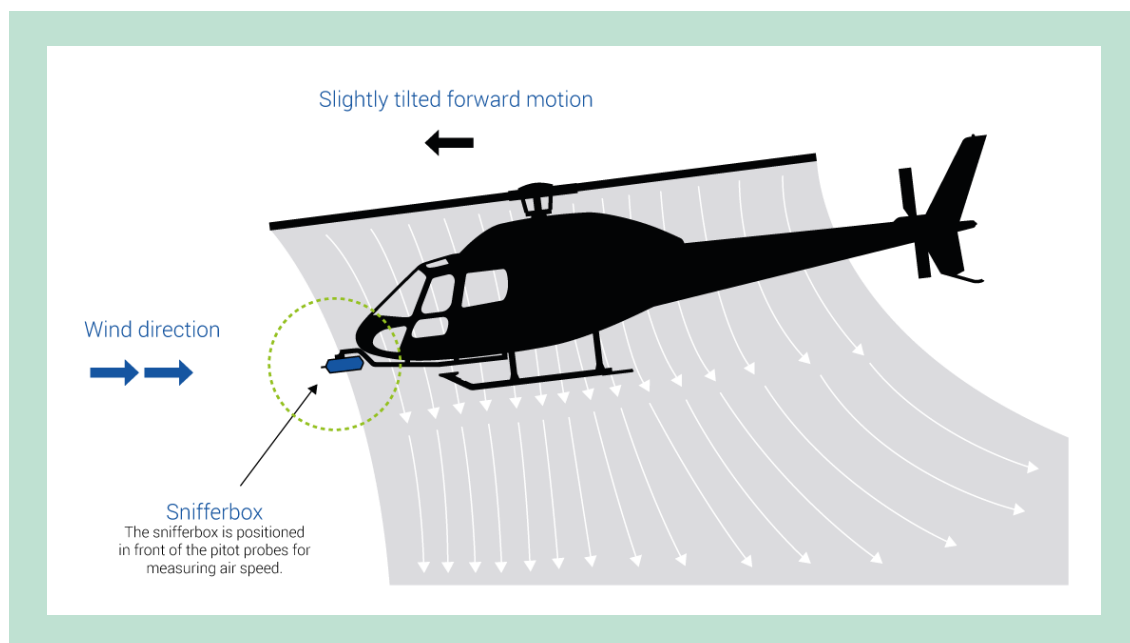 Slightly tilted forward motion
Wind direction
Snifferbox
The snifferbox is positioned
in front of the pitot probes for
measuring air speed.